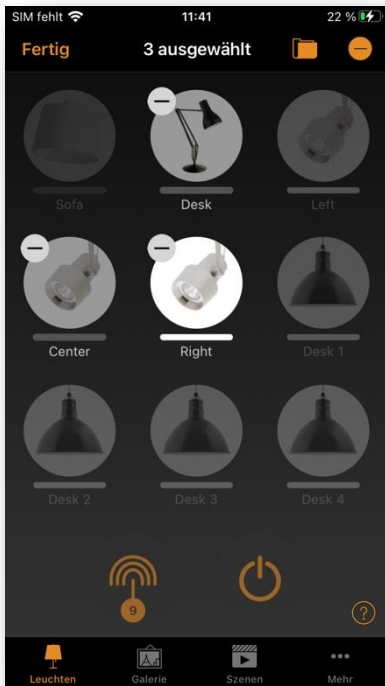 SIM fehlt 11:41 22 %
Fertig 3 ausgewählt
Sofa Desk Left
Center Right Desk 1
Desk 2 Desk 3 Desk 4
9
?
Leuchten Galerie Szenen Mehr